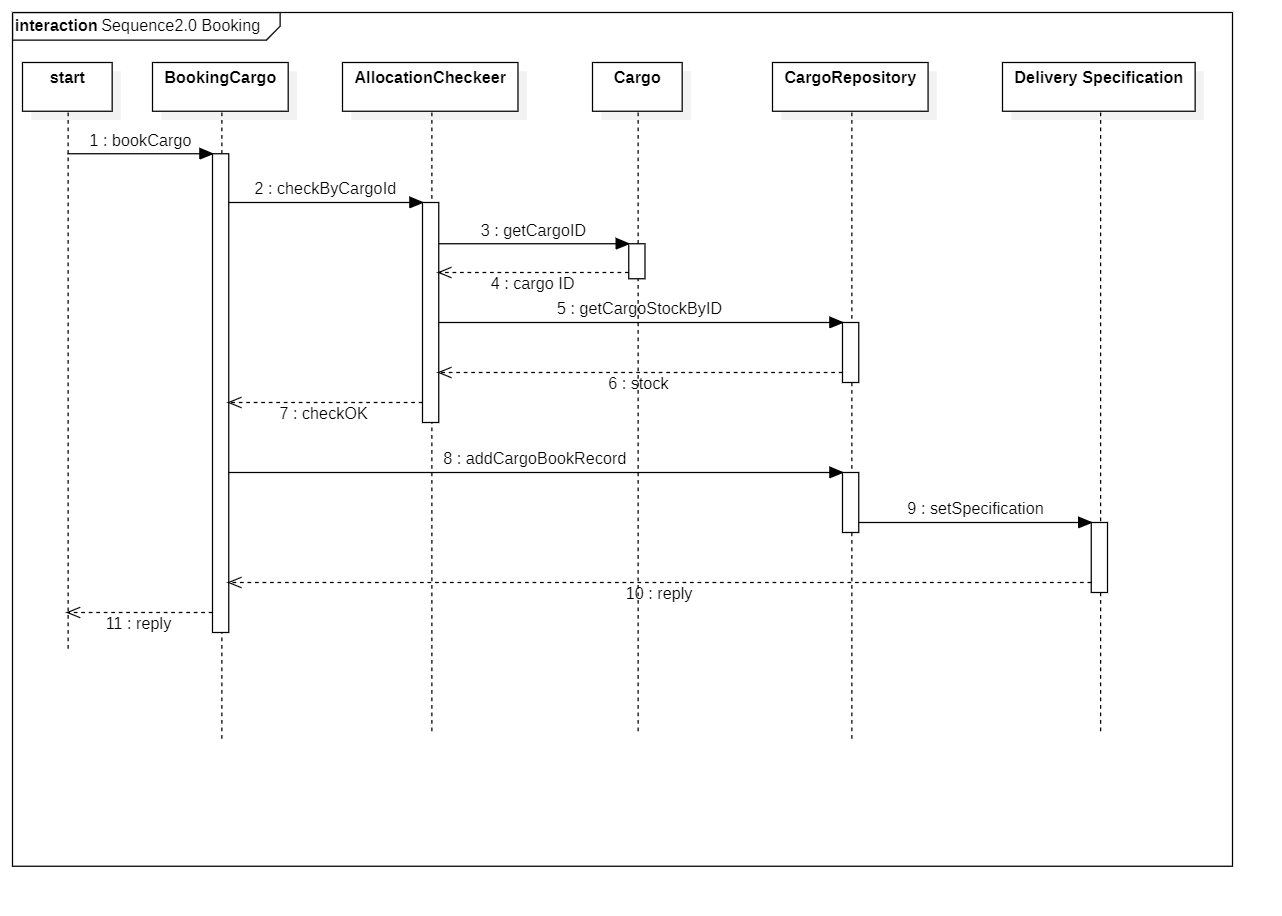 interaction Sequence2.0 Booking
start
BookingCargo
AllocationCheckeer
Cargo
CargoRepository
Delivery Specification
1 : bookCargo
2 : checkByCargoId
3 : getCargoID
4 : cargo ID
5 : getCargoStockByID
6 : stock
7 : checkOK
8 : addCargoBookRecord
9 : setSpecification
10 : reply
11 : reply